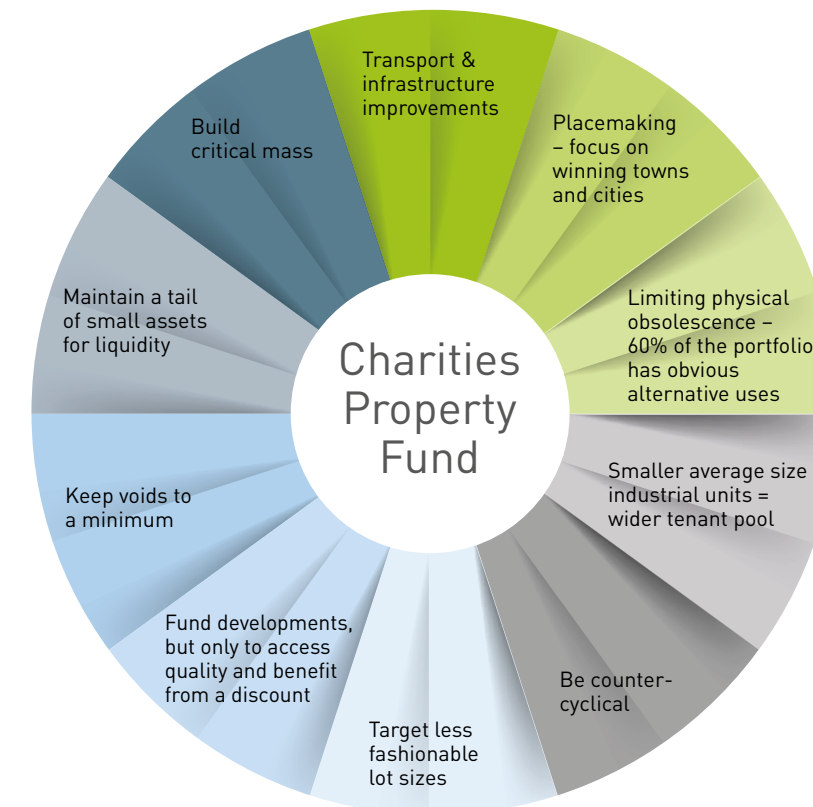 Transport &
infrastructure
improvements
Placemaking
– focus on
winning towns
and cities
Limiting physical
obsolescence –
60% of the portfolio
has obvious
alternative uses
Smaller average size
industrial units =
wider tenant pool
Be counter-
cyclical
Target less
fashionable
lot sizes
Fund developments,
but only to access
quality and benefit
from a discount
Keep voids to
a minimum
Maintain a tail
of small assets
for liquidity
Build
critical mass
Charities
Property
Fund